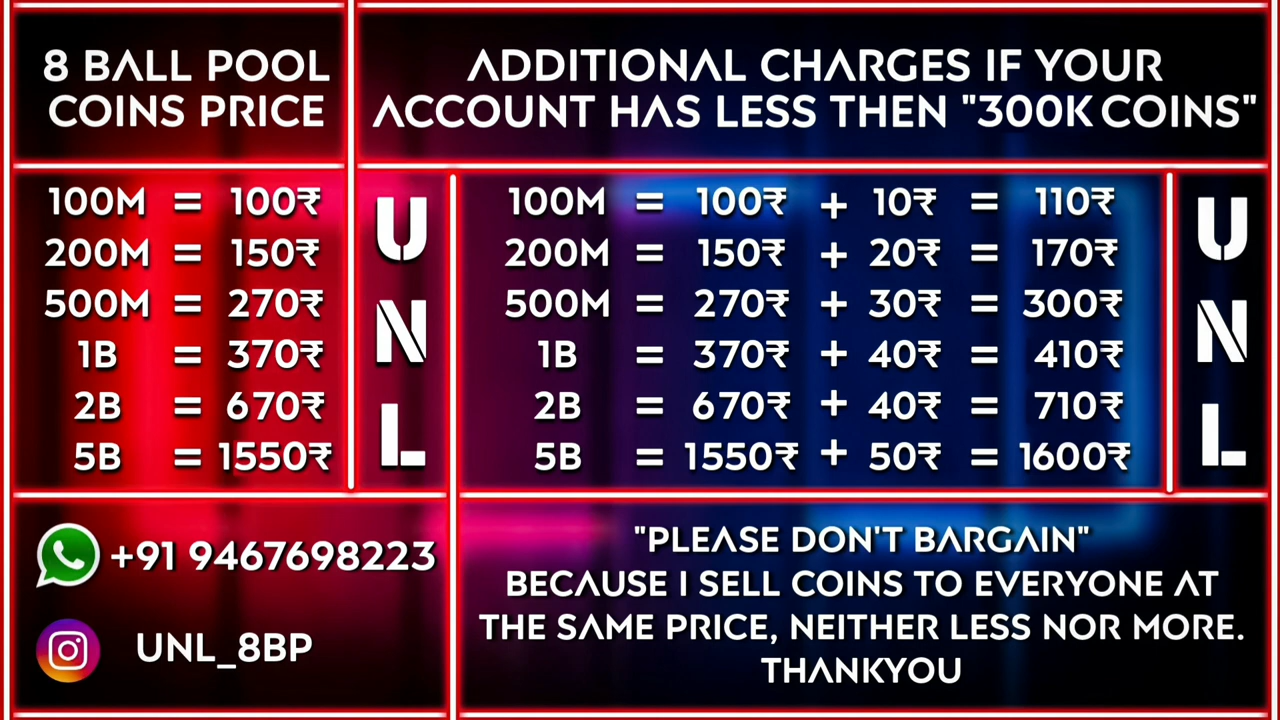 8 BALL POOL
COINS PRICE
ADDITIONAL CHARGES IF YOUR
ACCOUNT HAS LESS THEN "300K COINS"
100M = 100₹
200M = 150₹
500M = 270₹
1B = 370₹
2B = 670₹
5B = 1550₹
U
N
L
100M = 100₹ + 10₹ = 110₹
200M = 150₹ + 20₹ = 170₹
500M = 270₹ + 30₹ = 300₹
1B = 370₹ + 40₹ = 410₹
2B = 670₹ + 40₹ = 710₹
5B = 1550₹ + 50₹ = 1600₹
U
N
L
+91 9467698223
UNL_8BP
"PLEASE DON'T BARGAIN"
BECAUSE I SELL COINS TO EVERYONE AT
THE SAME PRICE, NEITHER LESS NOR MORE.
THANKYOU